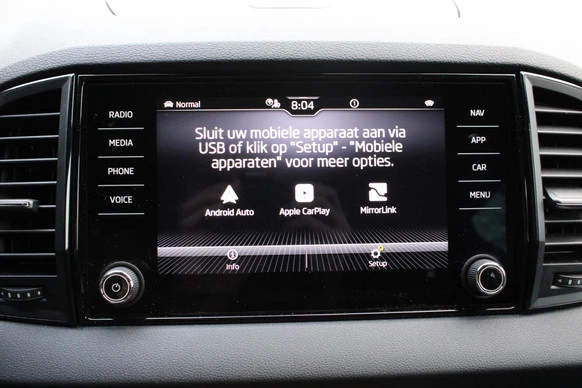 Normal
8:04
RADIO
MEDIA
PHONE
VOICE
Sluit uw mobiele apparaat aan via
USB of klik op "Setup" - "Mobiele
apparaten" voor meer opties.
Android Auto
Apple CarPlay
MirrorLink
Info
Setup
NAV
APP
CAR
MENU